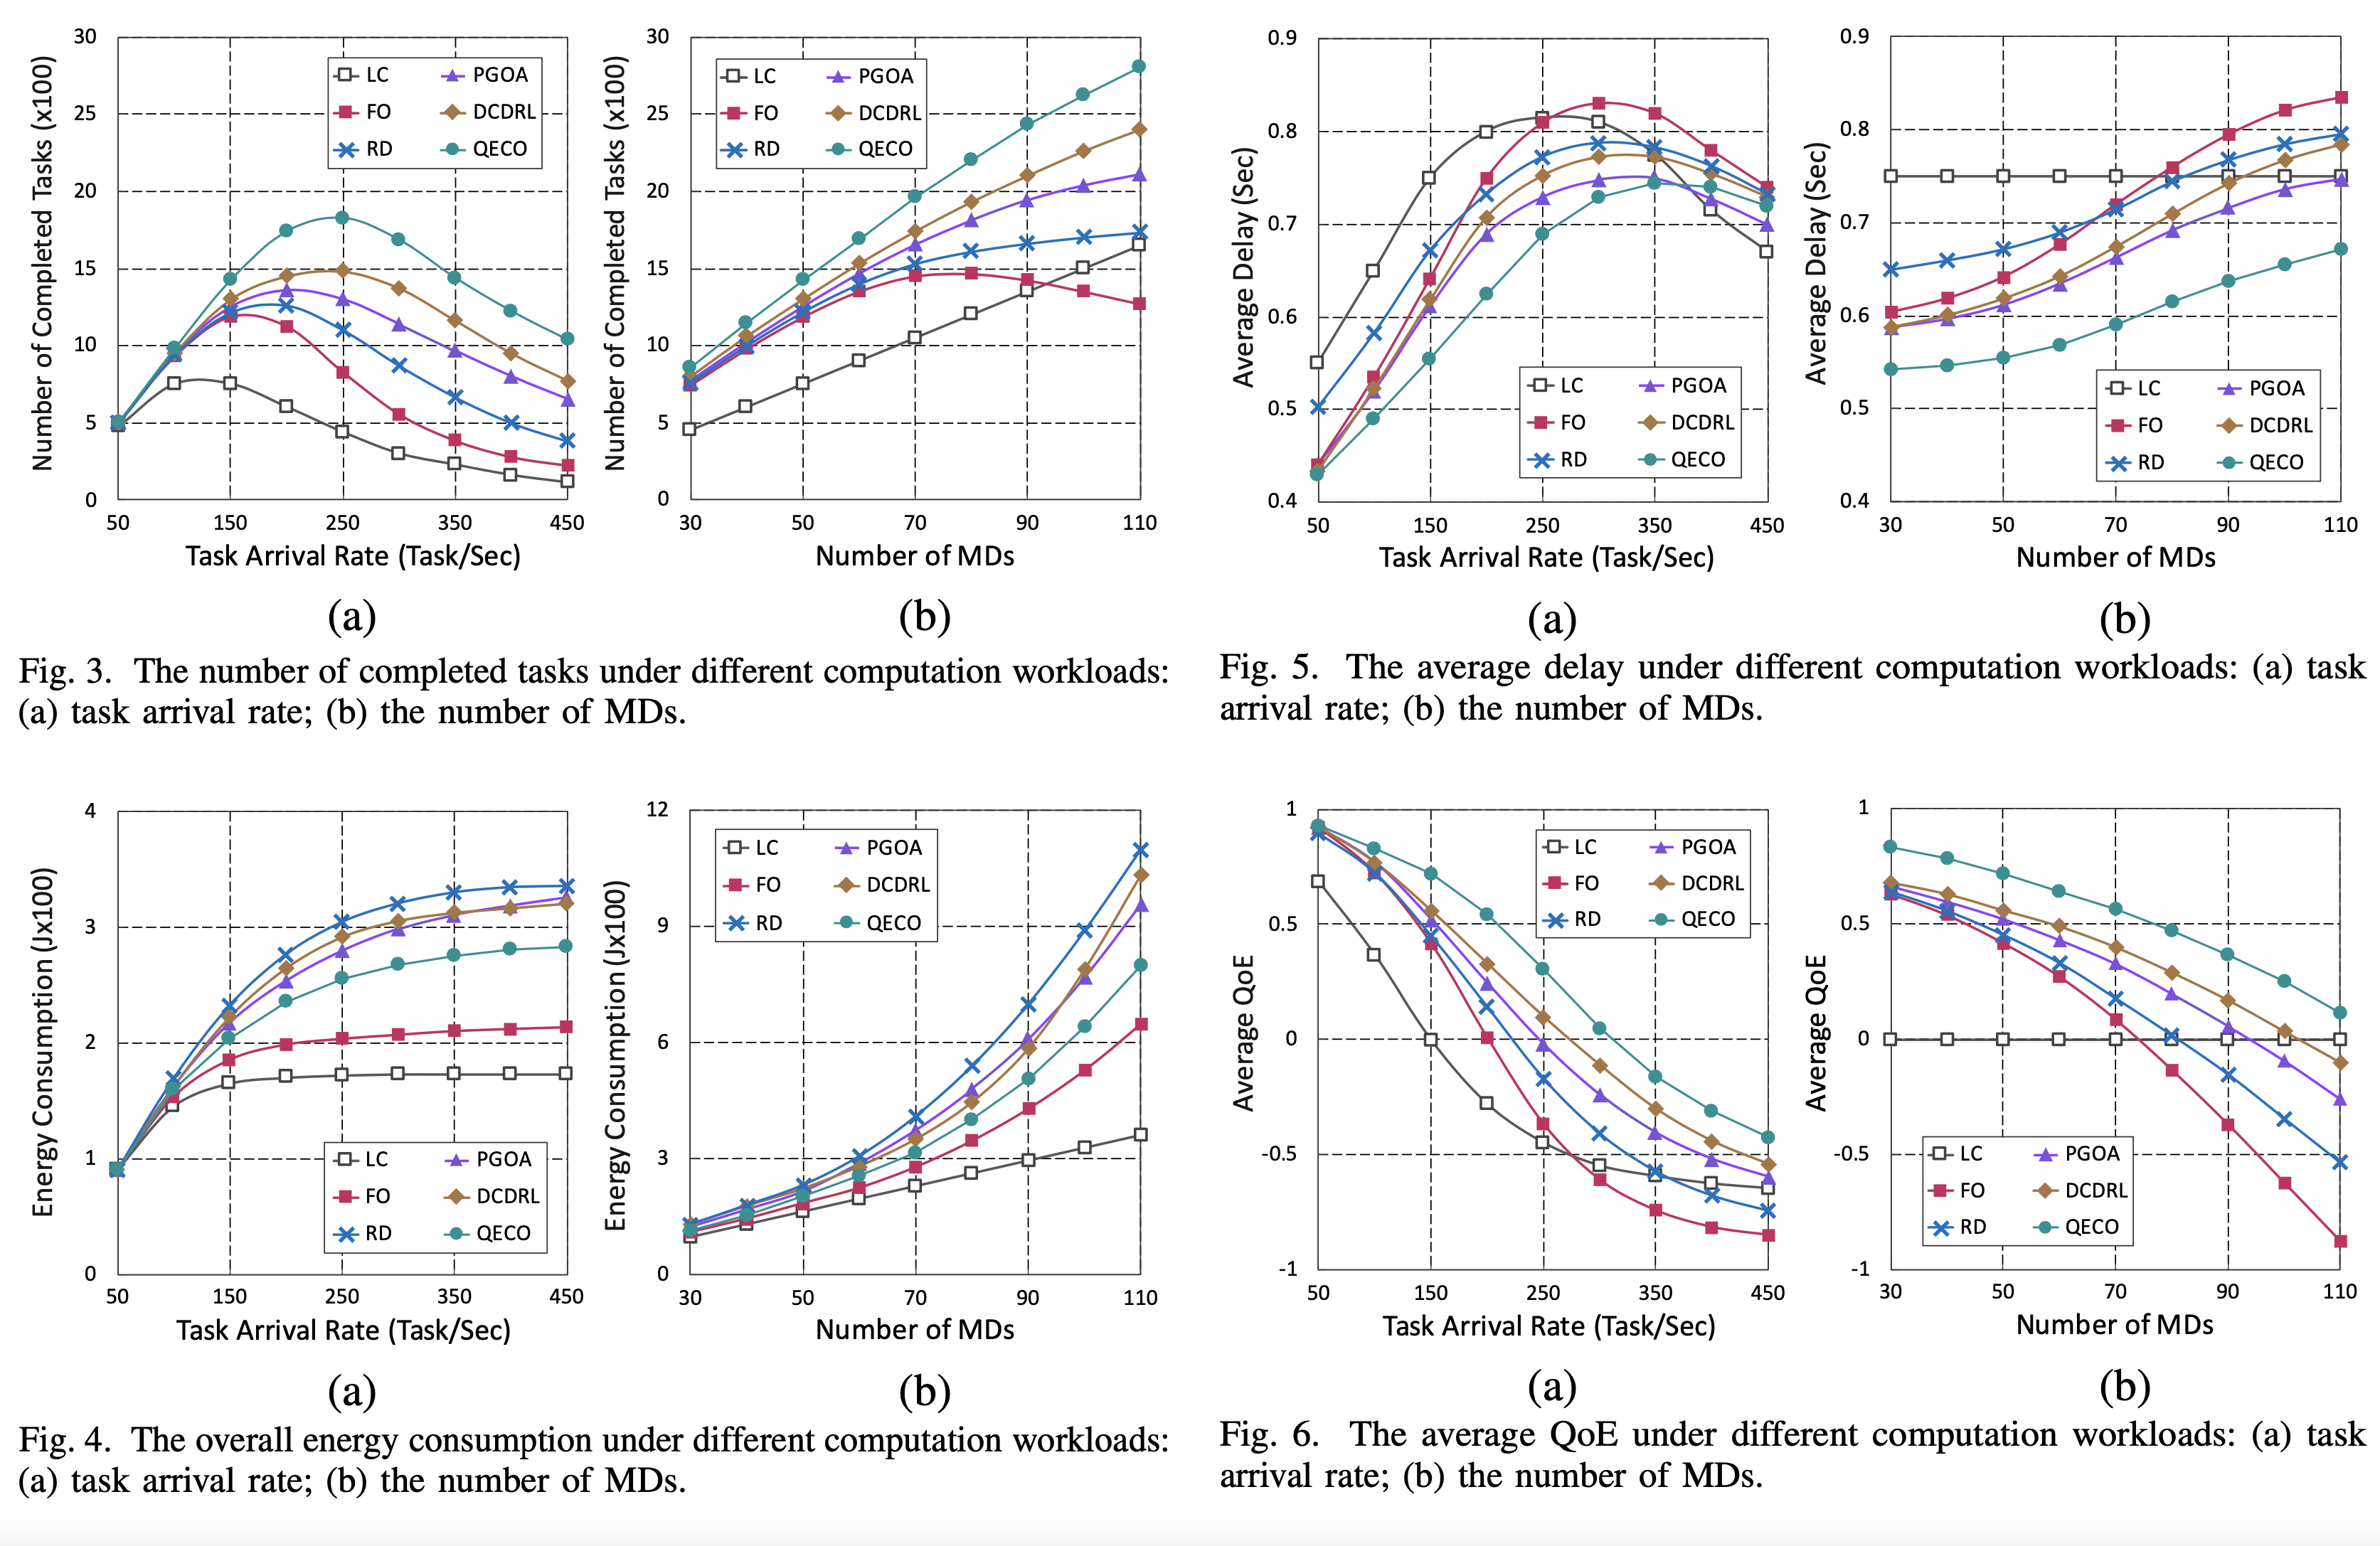 Number of Completed Tasks (x100)
30
25
20
15
10
5
0
LC PGOA
FO DCDRL
RD QECO
50 150 250 350 450
Task Arrival Rate (Task/Sec)
(a)
Number of Completed Tasks (x100)
30
25
20
15
10
5
0
LC PGOA
FO DCDRL
RD QECO
30 50 70 90 110
Number of MDs
(b)
Fig. 3. The number of completed tasks under different computation workloads:
(a) task arrival rate; (b) the number of MDs.
Energy Consumption (Jx100)
4
3
2
1
0
LC PGOA
FO DCDRL
RD QECO
50 150 250 350 450
Task Arrival Rate (Task/Sec)
(a)
Energy Consumption (Jx100)
12
9
6
3
0
LC PGOA
FO DCDRL
RD QECO
30 50 70 90 110
Number of MDs
(b)
Fig. 4. The overall energy consumption under different computation workloads:
(a) task arrival rate; (b) the number of MDs.
Average Delay (Sec)
0.9
0.8
0.7
0.6
0.5
0.4
LC PGOA
FO DCDRL
RD QECO
50 150 250 350 450
Task Arrival Rate (Task/Sec)
(a)
Average Delay (Sec)
0.9
0.8
0.7
0.6
0.5
0.4
LC PGOA
FO DCDRL
RD QECO
30 50 70 90 110
Number of MDs
(b)
Fig. 5. The average delay under different computation workloads: (a) task
arrival rate; (b) the number of MDs.
Average QoE
1
0.5
0
-0.5
-1
LC PGOA
FO DCDRL
RD QECO
50 150 250 350 450
Task Arrival Rate (Task/Sec)
(a)
Average QoE
1
0.5
0
-0.5
-1
LC PGOA
FO DCDRL
RD QECO
30 50 70 90 110
Number of MDs
(b)
Fig. 6. The average QoE under different computation workloads: (a) task
arrival rate; (b) the number of MDs.